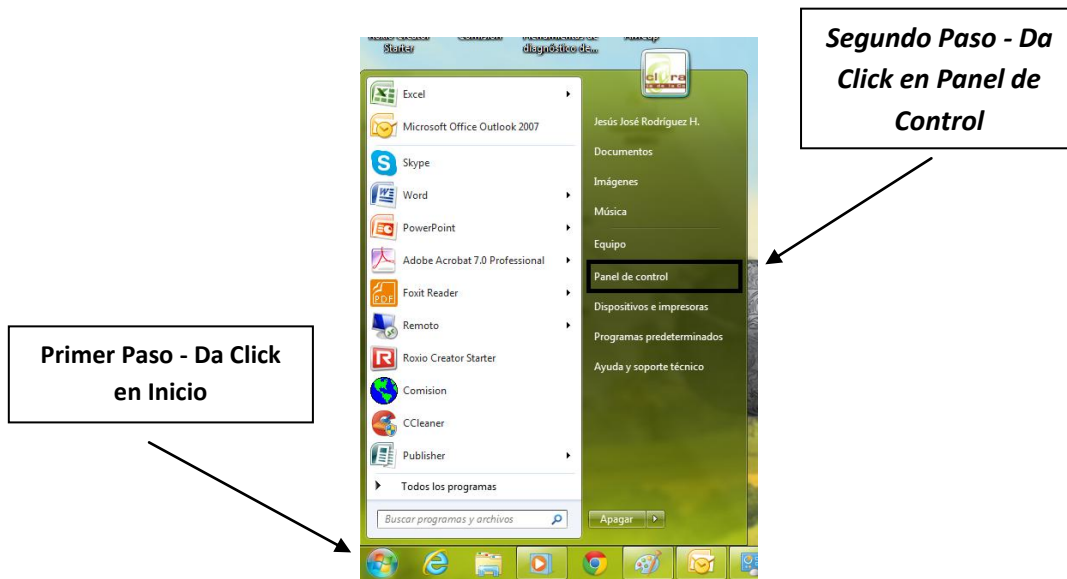 Starter
diagnóstico de...
Segundo Paso - Da
Click en Panel de
Control
Excel
Microsoft Office Outlook 2007
Skype
Word
PowerPoint
Adobe Acrobat 7.0 Professional
Foxit Reader
Remoto
Roxio Creator Starter
Comision
CCleaner
Publisher
Todos los programas
Buscar programas y archivos
Jesús José Rodríguez H.
Documentos
Imágenes
Música
Equipo
Panel de control
Dispositivos e impresoras
Programas predeterminados
Ayuda y soporte técnico
Apagar
Primer Paso - Da Click
en Inicio